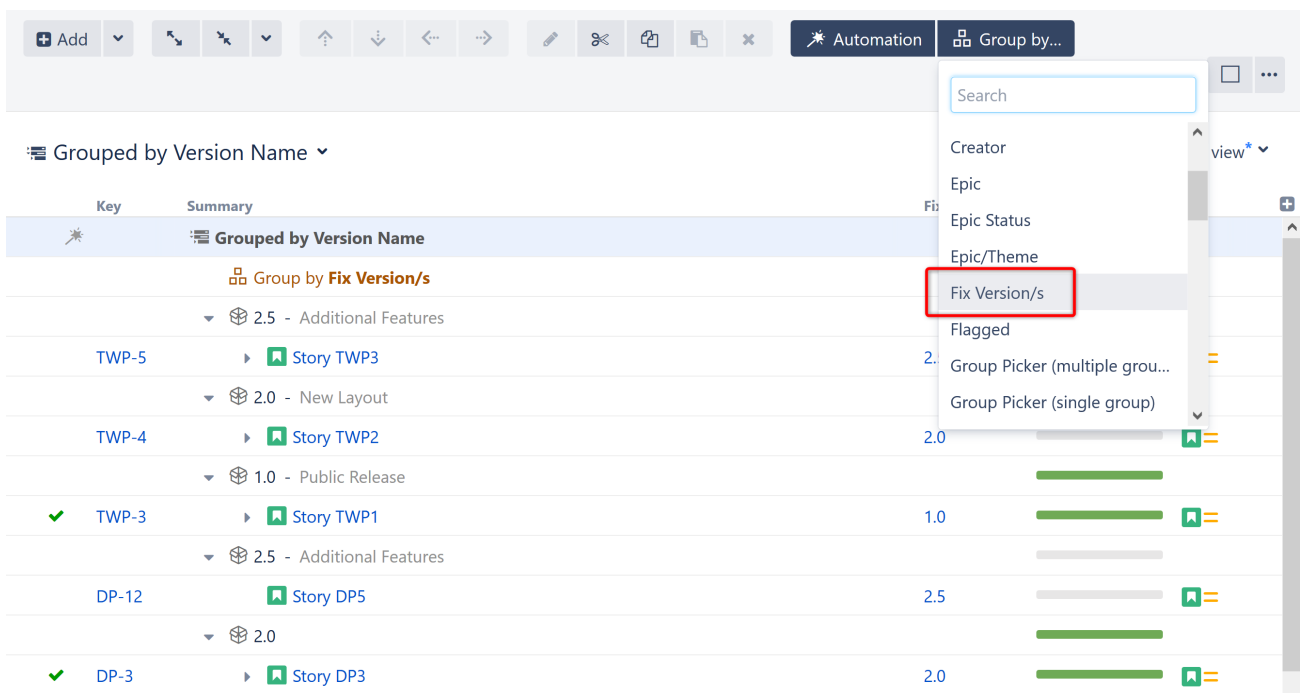 Add
Automation
Group by...
Search
Grouped by Version Name
view*
Creator
Epic
Epic Status
Epic/Theme
Fix Version/s
Flagged
Group Picker (multiple grou...
Group Picker (single group)
Key Summary
Grouped by Version Name
Group by Fix Version/s
2.5 - Additional Features
TWP-5 Story TWP3
2.0 - New Layout
TWP-4 Story TWP2 2.0
1.0 - Public Release
TWP-3 Story TWP1 1.0
2.5 - Additional Features
DP-12 Story DP5 2.5
2.0
DP-3 Story DP3 2.0